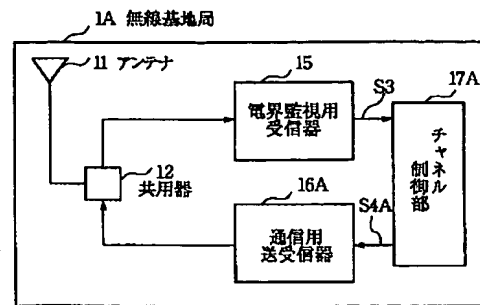 1A 無線基地局
11 アンテナ
15
電界監視用
受信器
S3
17A
チャネル
制御部
12
共用器
16A
通信用
送受信器
S4A